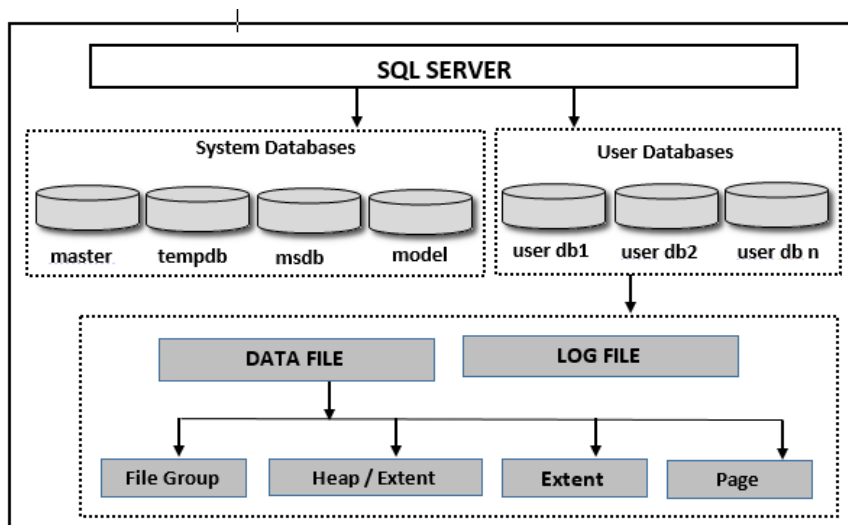 SQL SERVER
System Databases
master
tempdb
msdb
model
User Databases
user db1
user db2
user db n
DATA FILE
LOG FILE
File Group
Heap / Extent
Extent
Page